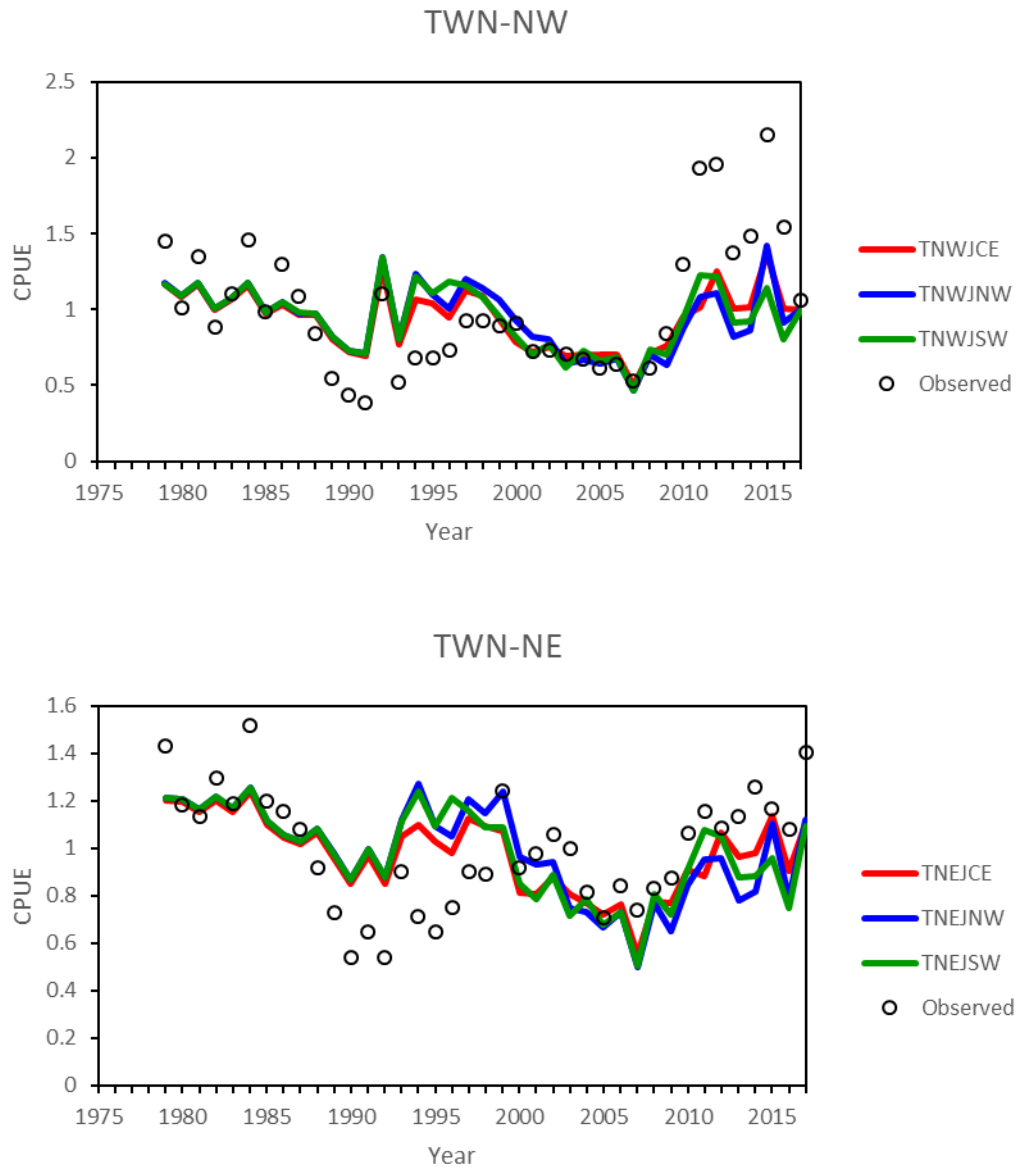 TWN-NW
2.5
2
1.5
1
0.5
0
CPUE
1975 1980 1985 1990 1995 2000 2005 2010 2015
Year
TNWJCE
TNWJNW
TNWJSW
Observed
TWN-NE
1.6
1.4
1.2
1
0.8
0.6
0.4
0.2
0
CPUE
1975 1980 1985 1990 1995 2000 2005 2010 2015
Year
TNEJCE
TNEJNW
TNEJSW
Observed